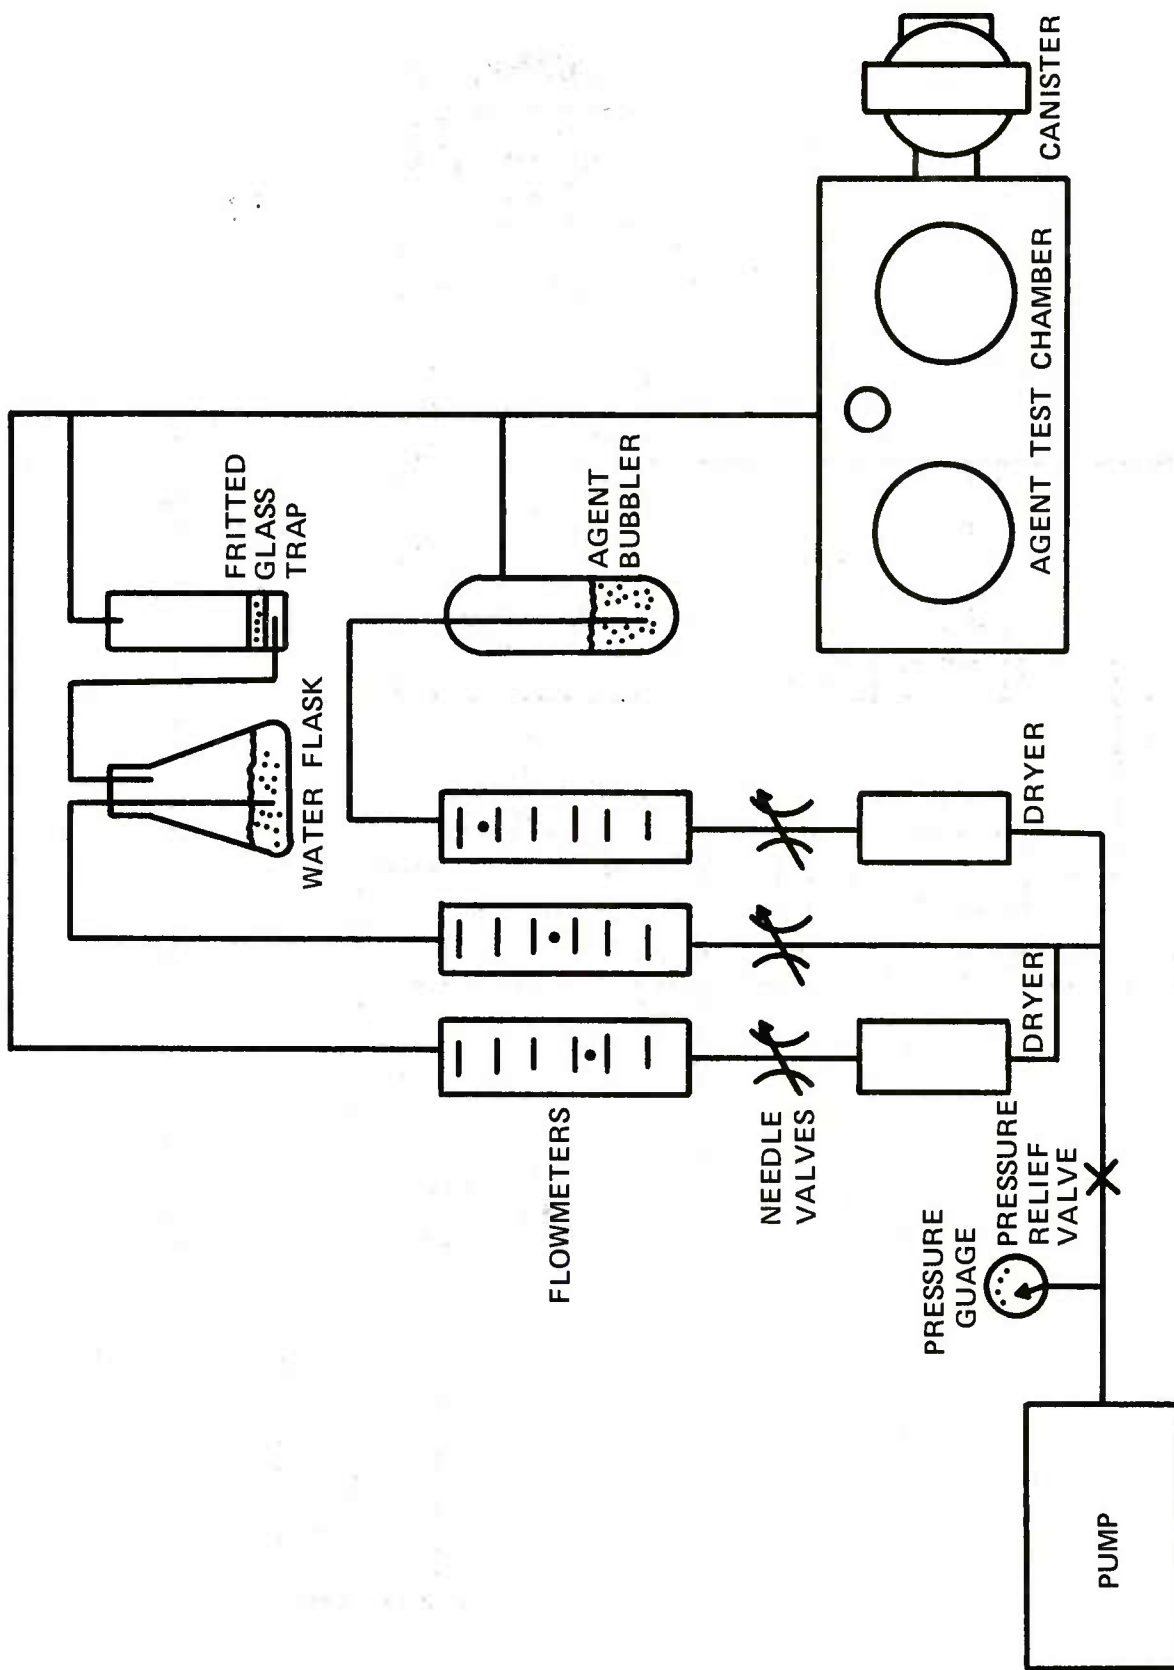 FRITTED
GLASS
TRAP
WATER FLASK
AGENT
BUBBLER
FLOWMETERS
NEEDLE
VALVES
DRYER
DRYER
PRESSURE
GUAGE
PRESSURE
RELIEF
VALVE
PUMP
AGENT TEST CHAMBER
CANISTER